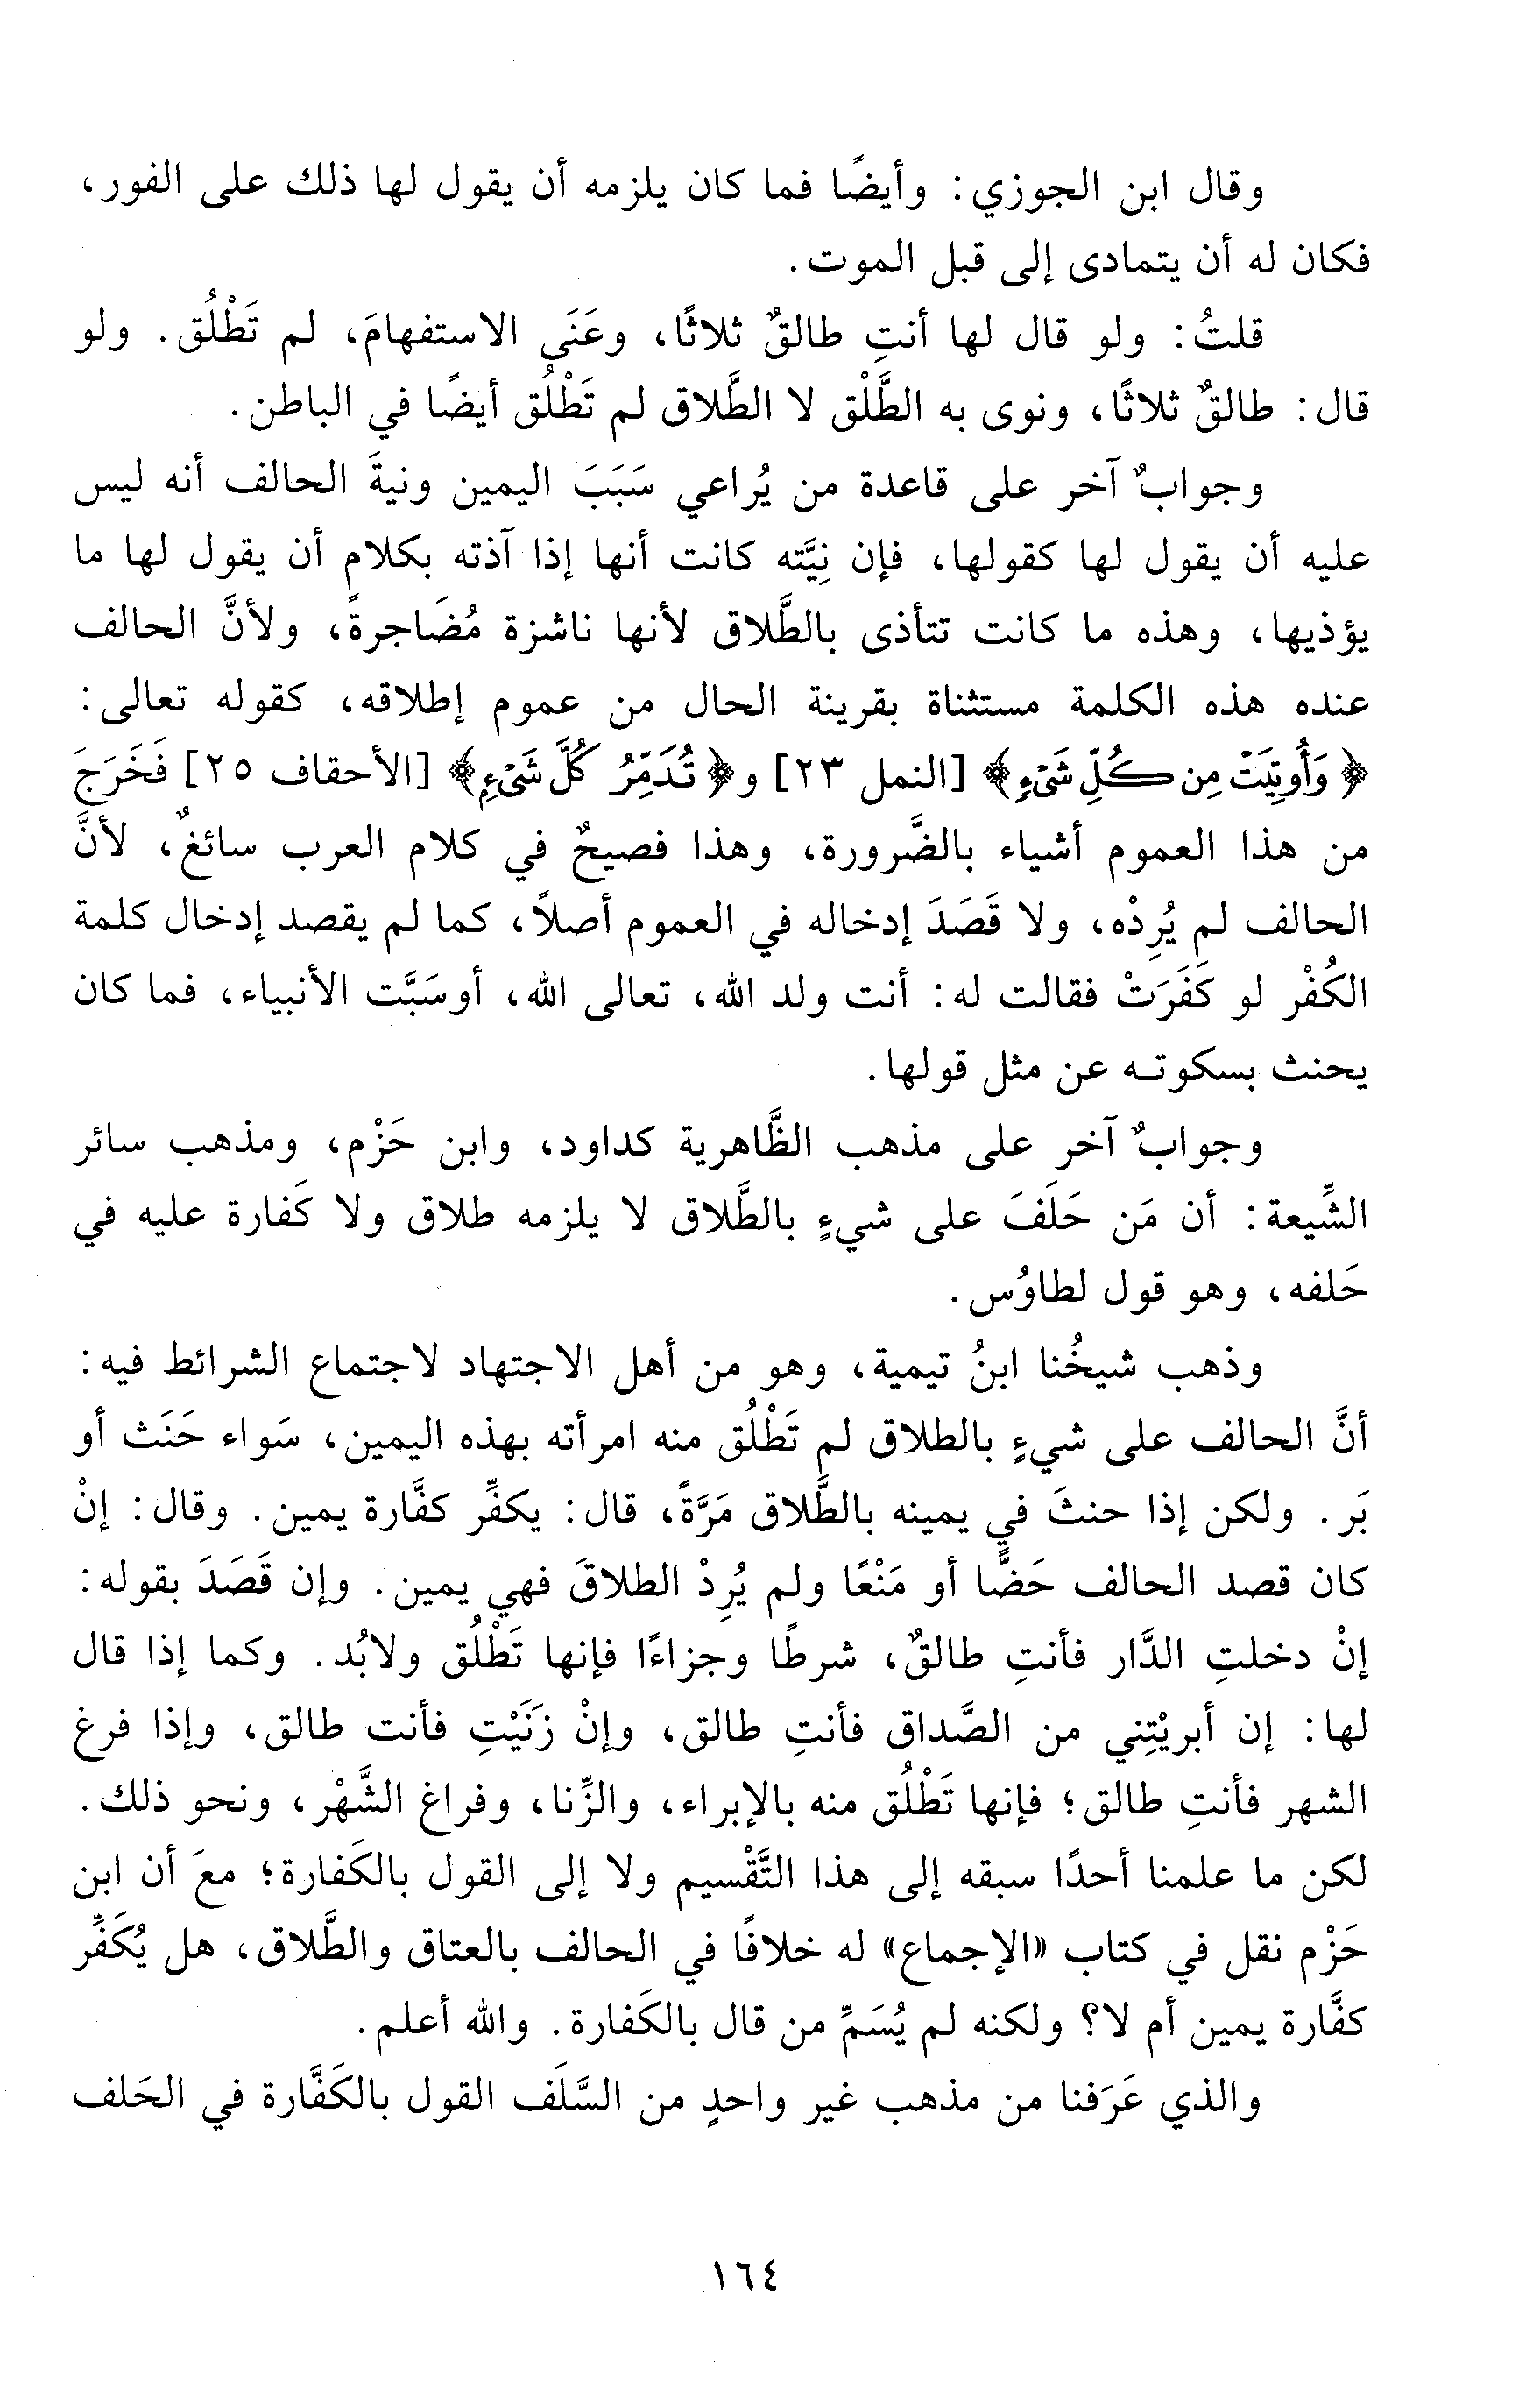 وقال ابن الجوزي: وأيضًا فما كان يلزمه أن يقول لها ذلك على الفور،
فكان له أن يتمادى إلى قبل الموت.
قلتُ: ولو قال لها أنتِ طالقٌ ثلاثًا، وعَنَى الاستفهامَ، لم تَطْلُق. ولو
قال: طالقٌ ثلاثًا، ونوى به الطَّلْق لا الطَّلاق لم تَطْلُق أيضًا في الباطن.
وجوابٌ آخر على قاعدة من يُراعي سَبَبَ اليمين ونيةَ الحالف أنه ليس
عليه أن يقول لها كقولها، فإن نِيَّته كانت أنها إذا آذته بكلامٍ أن يقول لها ما
يؤذيها، وهذه ما كانت تتأذى بالطَّلاق لأنها ناشزة مُضَاجرةً، ولأنَّ الحالف
عنده هذه الكلمة مستثناة بقرينة الحال من عموم إطلاقه، كقوله تعالى:
﴿وَأُوتِيَتْ مِن كُلِّ شَيْءٍ﴾ [النمل ٢٣] و﴿تُدَمِّرُ كُلَّ شَيْءٍ﴾ [الأحقاف ٢٥] فَخَرَجَ
من هذا العموم أشياء بالضَّرورة، وهذا فصيحٌ في كلام العرب سائغٌ، لأنَّ
الحالف لم يُرِدْه، ولا قَصَدَ إدخاله في العموم أصلاً، كما لم يقصد إدخال كلمة
الكُفْر لو كَفَرَتْ فقالت له: أنت ولد الله، تعالى الله، أوسَبَّت الأنبياء، فما كان
يحنث بسكوتـه عن مثل قولها.
وجوابٌ آخر على مذهب الظَّاهرية كداود، وابن حَزْم، ومذهب سائر
الشِّيعة: أن مَن حَلَفَ على شيءٍ بالطَّلاق لا يلزمه طلاق ولا كَفارة عليه في
حَلفه، وهو قول لطاوُس.
وذهب شيخُنا ابنُ تيمية، وهو من أهل الاجتهاد لاجتماع الشرائط فيه:
أنَّ الحالف على شيءٍ بالطلاق لم تَطْلُق منه امرأته بهذه اليمين، سَواء حَنَث أو
بَر. ولكن إذا حنثَ في يمينه بالطَّلاق مَرَّةً، قال: يكفِّر كفَّارة يمين. وقال: إنْ
كان قصد الحالف حَضًّا أو مَنْعًا ولم يُرِدْ الطلاقَ فهي يمين. وإن قَصَدَ بقوله:
إنْ دخلتِ الدَّار فأنتِ طالقٌ، شرطًا وجزاءًا فإنها تَطْلُق ولابُد. وكما إذا قال
لها: إن أبريْتِني من الصَّداق فأنتِ طالق، وإنْ زنَيْتِ فأنت طالق، وإذا فرغ
الشهر فأنتِ طالق؛ فإنها تَطْلُق منه بالإبراء، والزِّنا، وفراغ الشَّهْر، ونحو ذلك.
لكن ما علمنا أحدًا سبقه إلى هذا التَّقْسيم ولا إلى القول بالكَفارة؛ معَ أن ابن
حَزْم نقل في كتاب «الإجماع» له خلافًا في الحالف بالعتاق والطَّلاق، هل يُكَفِّر
كفَّارة يمين أم لا؟ ولكنه لم يُسَمِّ من قال بالكَفارة. والله أعلم.
والذي عَرَفنا من مذهب غير واحدٍ من السَّلَف القول بالكَفَّارة في الحَلف
١٦٤